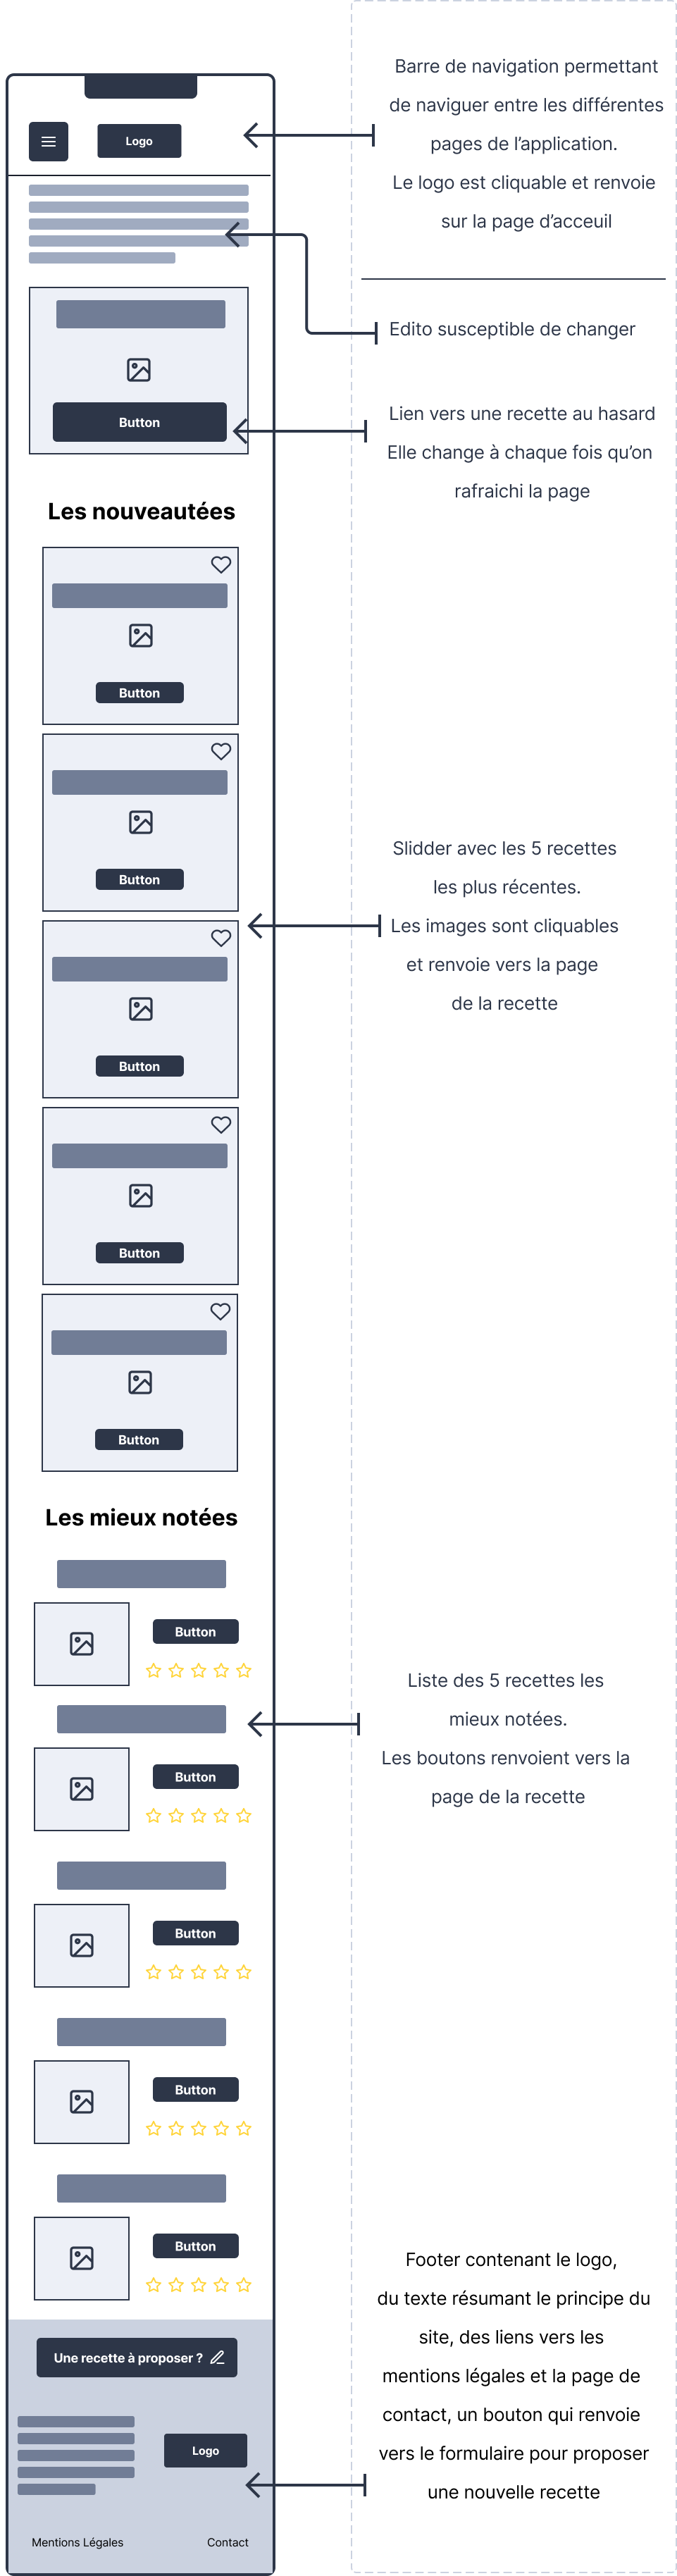 Barre de navigation permettant
de naviguer entre les différentes
pages de l’application.
Le logo est cliquable et renvoie
sur la page d’acceuil
Logo
Edito susceptible de changer
Lien vers une recette au hasard
Elle change à chaque fois qu’on
rafraichi la page
Button
Les nouveautées
Button
Button
Slidder avec les 5 recettes
les plus récentes.
Les images sont cliquables
et renvoie vers la page
de la recette
Button
Button
Button
Les mieux notées
Button
Liste des 5 recettes les
mieux notées.
Les boutons renvoient vers la
page de la recette
Button
Button
Button
Button
Footer contenant le logo,
du texte résumant le principe du
site, des liens vers les
mentions légales et la page de
contact, un bouton qui renvoie
vers le formulaire pour proposer
une nouvelle recette
Une recette à proposer ?
Logo
Mentions Légales
Contact